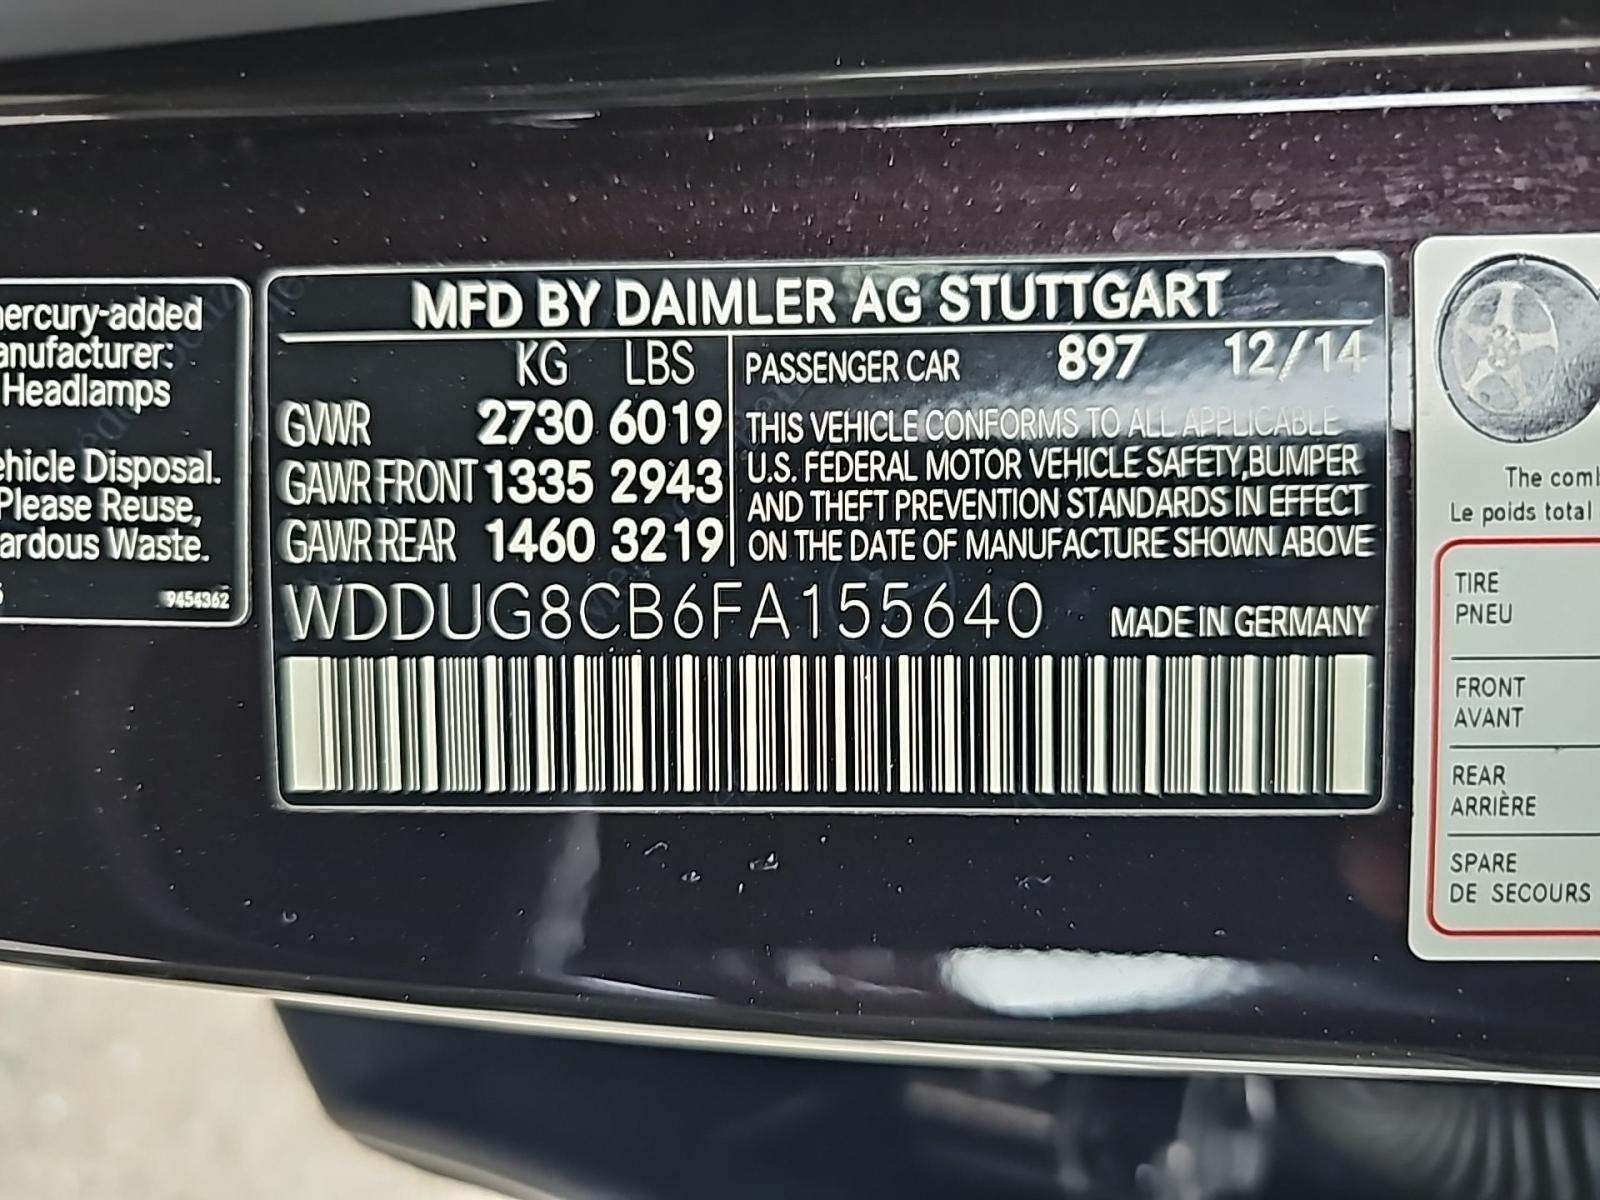 mercury-added
anufacturer:
Headlamps
ehicle Disposal.
Please Reuse,
ardous Waste.
9454362
MFD BY DAIMLER AG STUTTGART
KG LBS
GVWR 2730 6019
GAWR FRONT 1335 2943
GAWR REAR 1460 3219
PASSENGER CAR 897 12/14
THIS VEHICLE CONFORMS TO ALL APPLICABLE
U.S. FEDERAL MOTOR VEHICLE SAFETY,BUMPER
AND THEFT PREVENTION STANDARDS IN EFFECT
ON THE DATE OF MANUFACTURE SHOWN ABOVE
WDDUG8CB6FA155640 MADE IN GERMANY
The comb
Le poids total
TIRE
PNEU
FRONT
AVANT
REAR
ARRIÈRE
SPARE
DE SECOURS